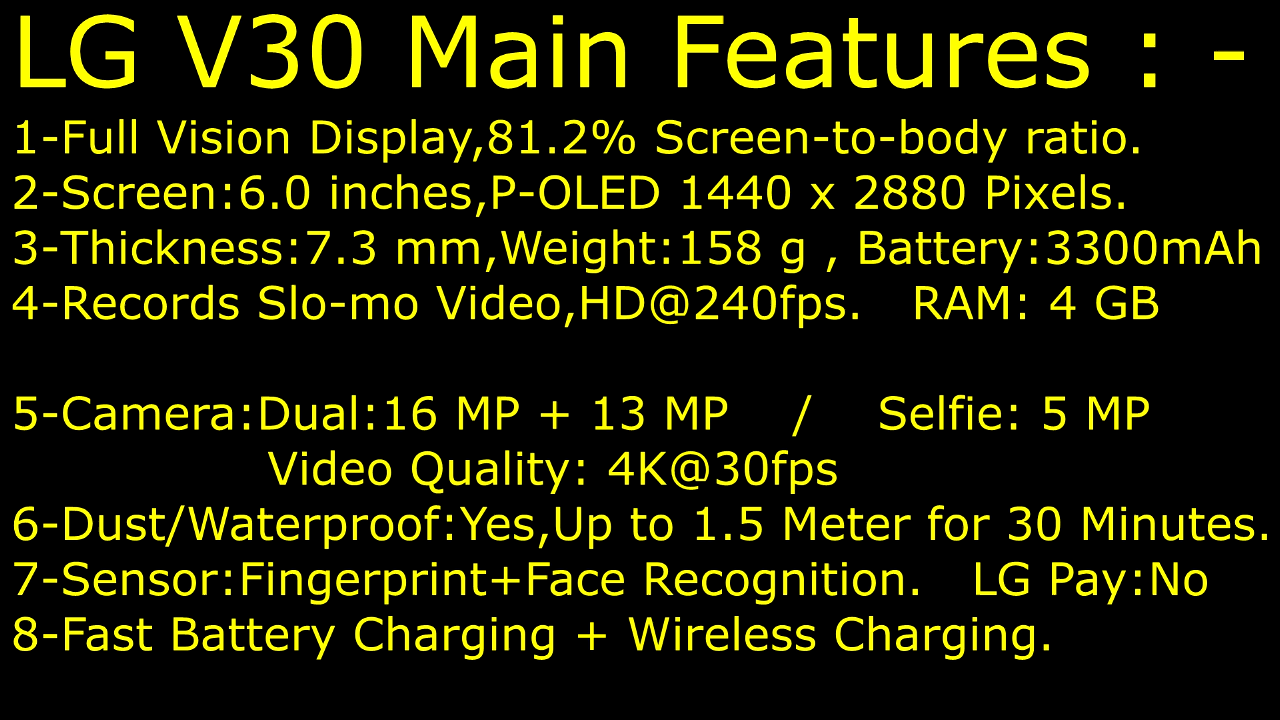 LG V30 Main Features : -
1-Full Vision Display,81.2% Screen-to-body ratio.
2-Screen:6.0 inches,P-OLED 1440 x 2880 Pixels.
3-Thickness:7.3 mm,Weight:158 g , Battery:3300mAh
4-Records Slo-mo Video,HD@240fps.   RAM: 4 GB
5-Camera:Dual:16 MP + 13 MP    /    Selfie: 5 MP
Video Quality: 4K@30fps
6-Dust/Waterproof:Yes,Up to 1.5 Meter for 30 Minutes.
7-Sensor:Fingerprint+Face Recognition.   LG Pay:No
8-Fast Battery Charging + Wireless Charging.